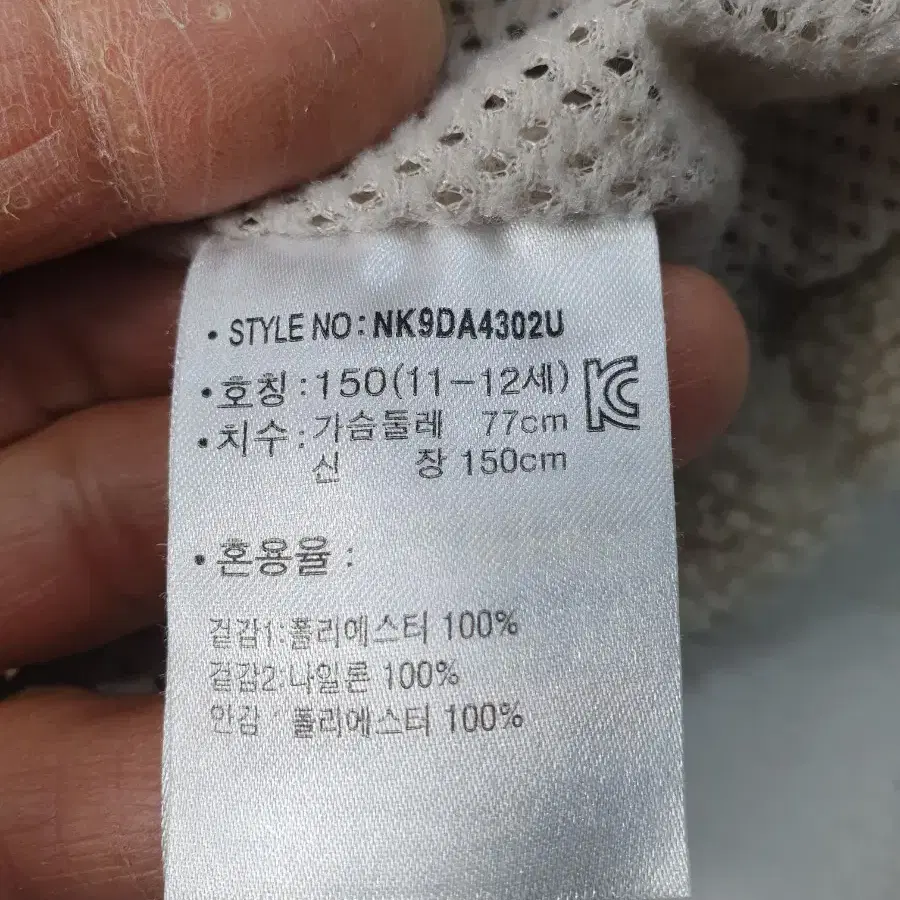 • STYLE NO : NK9DA4302U
• 호칭 : 150(11-12세)
• 치수 : 가슴둘레 77cm
신 장 150cm
KC
• 혼용율 :
겉감1: 폴리에스터 100%
겉감2: 나일론 100%
안감 : 폴리에스터 100%